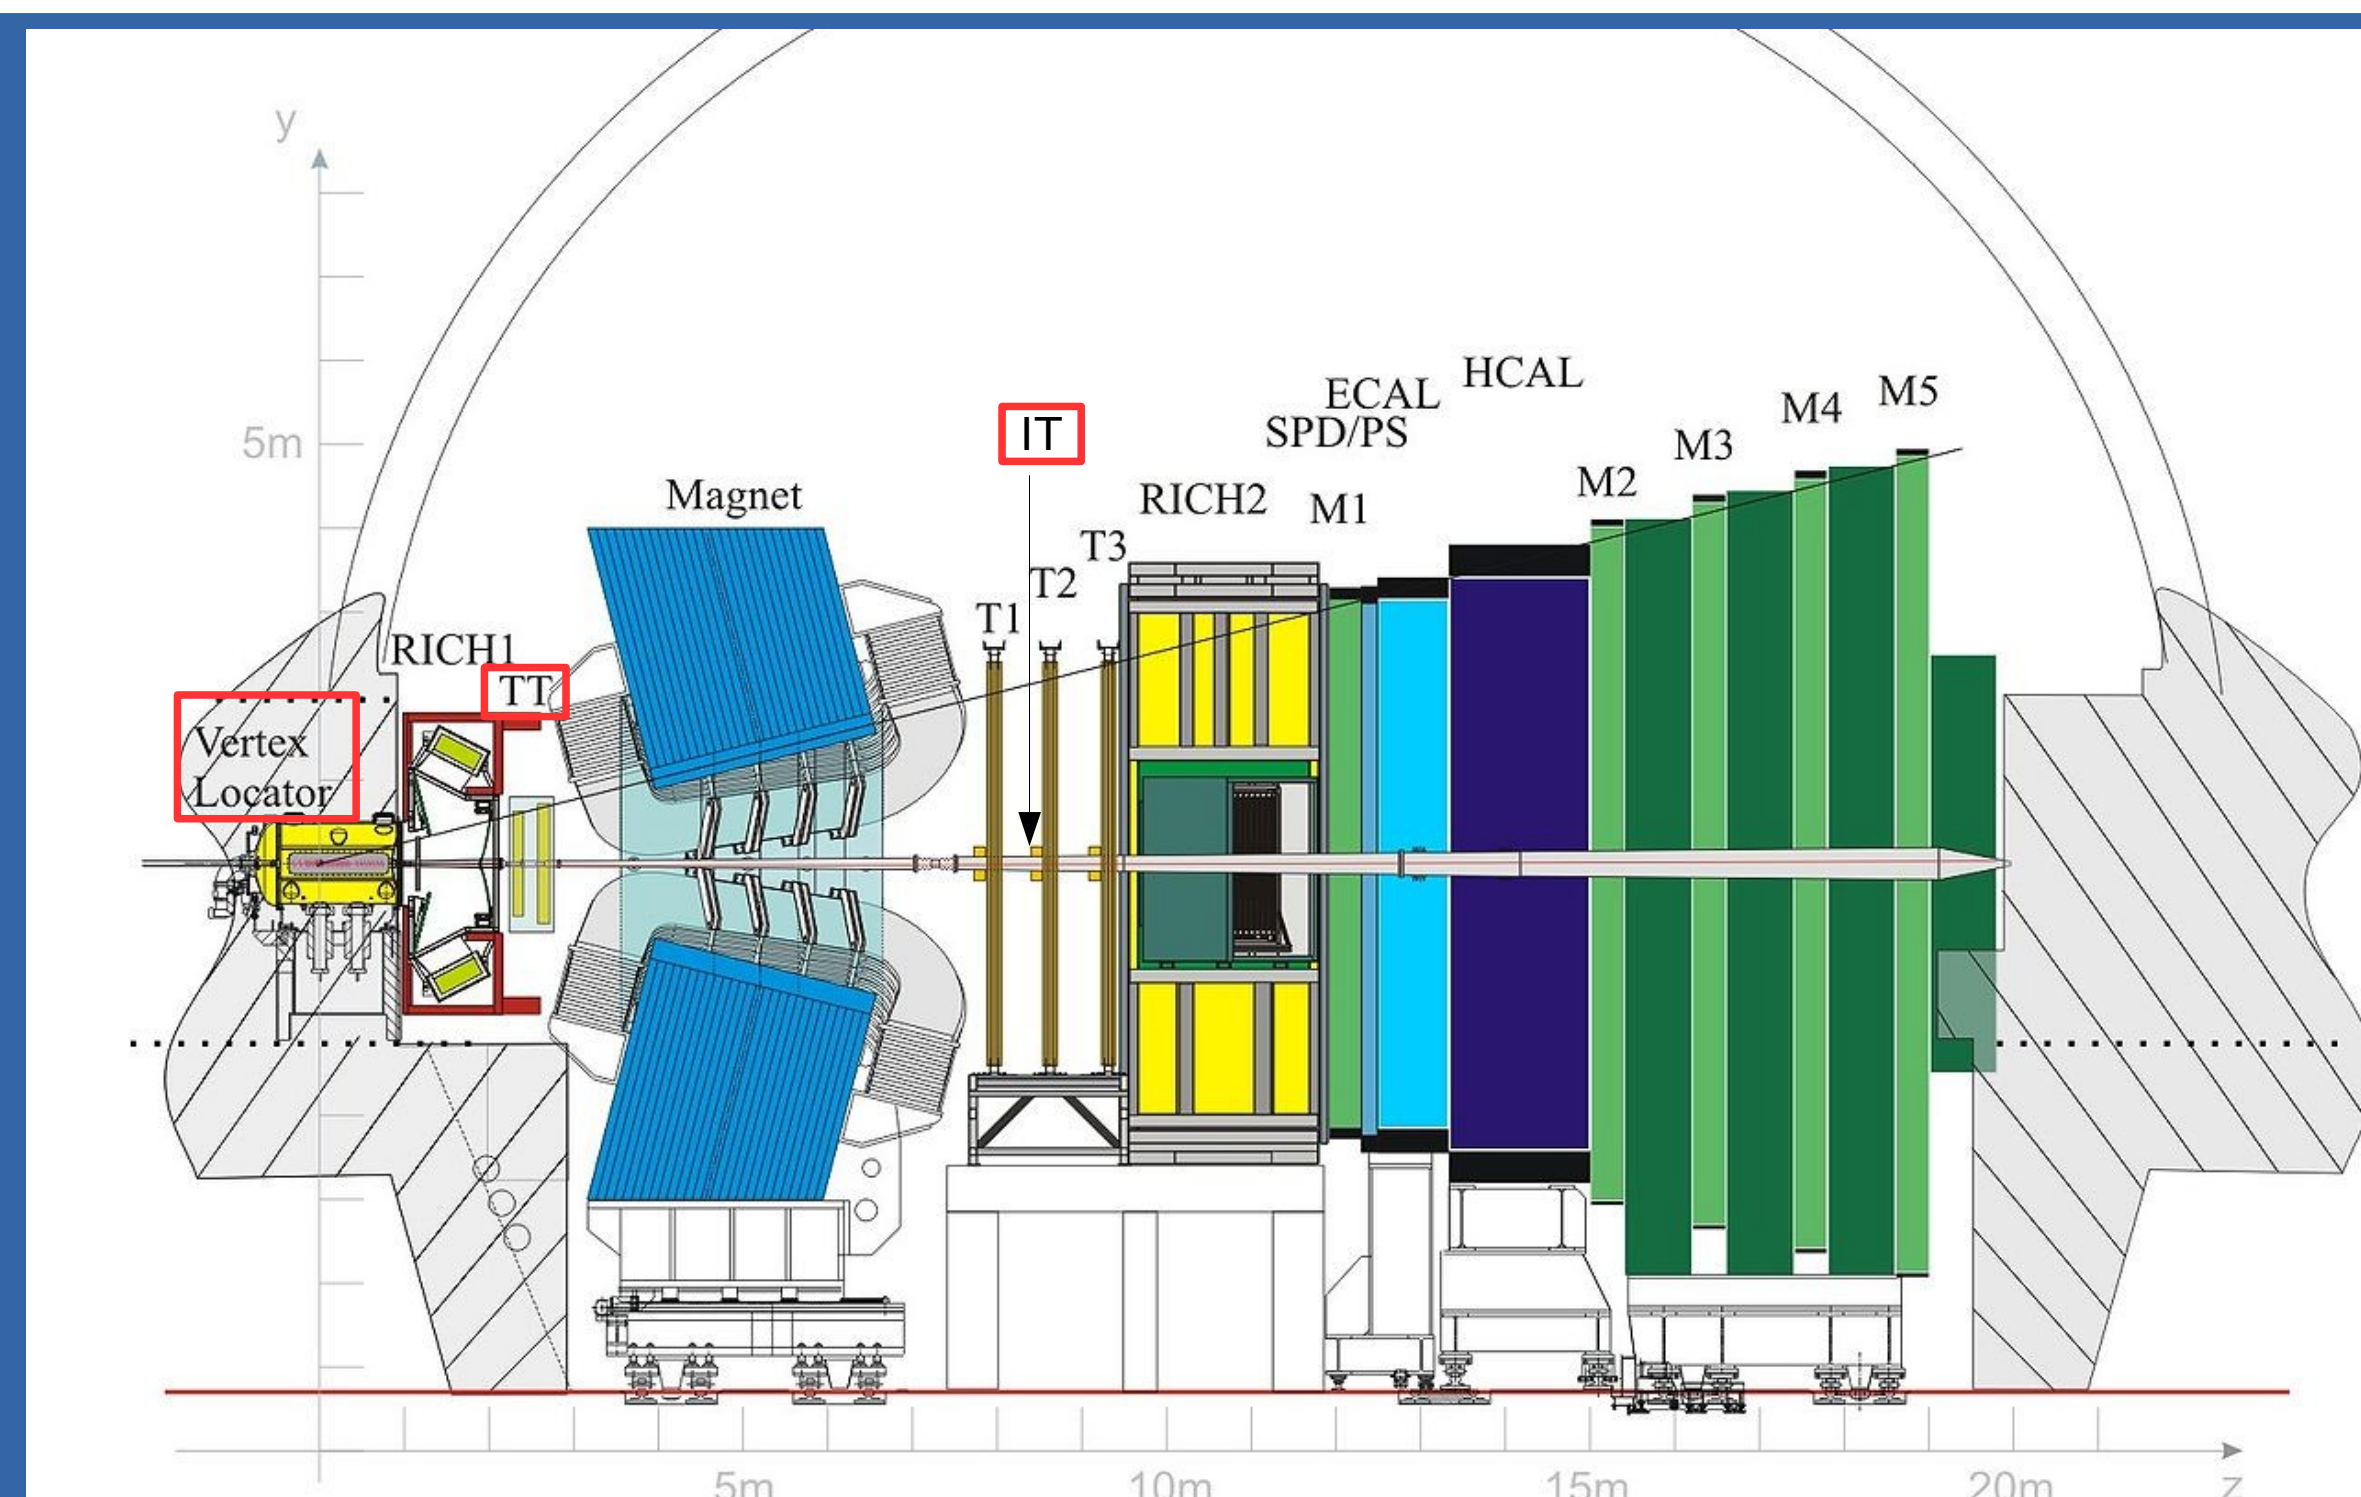 y
5m
HCAL
ECAL
SPD/PS
M5
M4
M3
M2
IT
Magnet
RICH2
M1
T3
T2
T1
RICH1
TT
Vertex
Locator
5m
10m
15m
20m
z